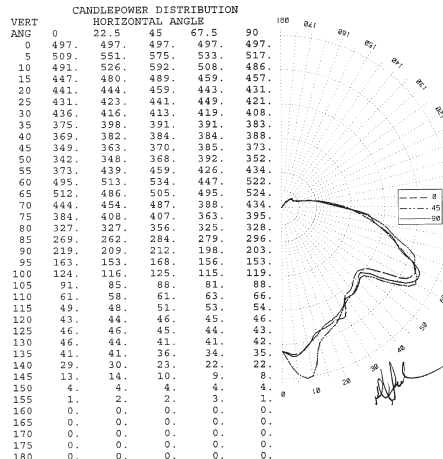 CANDLEPOWER DISTRIBUTION
VERT HORIZONTAL ANGLE
ANG 0 22.5 45 67.5 90
0 497. 497. 497. 497. 497.
5 509. 551. 575. 533. 517.
10 491. 526. 592. 508. 486.
15 447. 480. 489. 459. 457.
20 441. 444. 459. 443. 431.
25 431. 423. 441. 449. 421.
30 436. 416. 413. 419. 408.
35 375. 398. 391. 391. 383.
40 369. 382. 384. 384. 388.
45 349. 363. 370. 385. 373.
50 342. 348. 368. 392. 352.
55 373. 439. 459. 426. 434.
60 495. 513. 534. 447. 522.
65 512. 486. 505. 495. 524.
70 444. 454. 487. 388. 434.
75 384. 408. 407. 363. 395.
80 327. 327. 356. 325. 328.
85 269. 262. 284. 279. 296.
90 219. 209. 212. 198. 203.
95 163. 153. 168. 156. 153.
100 124. 116. 125. 115. 119.
105 91. 85. 88. 81. 88.
110 61. 58. 61. 63. 66.
115 49. 48. 51. 53. 54.
120 43. 44. 46. 45. 46.
125 46. 46. 45. 44. 43.
130 46. 44. 41. 41. 42.
135 41. 41. 36. 34. 35.
140 29. 30. 23. 22. 22.
145 13. 14. 10. 9. 8.
150 4. 4. 4. 4. 4.
155 1. 2. 2. 3. 1.
160 0. 0. 0. 0. 0.
165 0. 0. 0. 0. 0.
170 0. 0. 0. 0. 0.
175 0. 0. 0. 0. 0.
180 0. 0. 0. 0. 0.
180
170
160
150
140
130
0
45
90
50
40
30
20
10
0